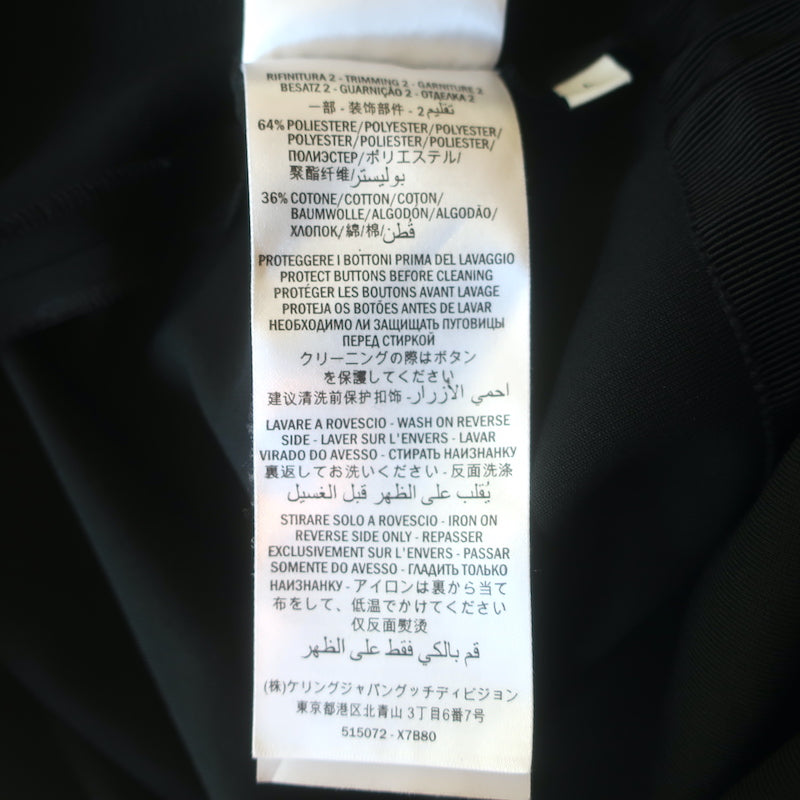 RIFINITURA 2 - TRIMMING 2 - GARNITURE 2
BESATZ 2 - GUARNIÇÃO 2 - ОТДЕЛКА 2
一部 - 装饰部件 - 2 تقليم
64% POLIESTERE/POLYESTER/POLYESTER/
POLYESTER/POLIESTER/POLIESTER/
ПОЛИЭСТЕР/ポリエステル/
聚酯纤维/بوليستر
36% COTONE/COTTON/COTON/
BAUMWOLLE/ALGODÓN/ALGODÃO/
ХЛОПОК/綿/棉/قُطن
PROTEGGERE I BOTTONI PRIMA DEL LAVAGGIO
PROTECT BUTTONS BEFORE CLEANING
PROTÉGER LES BOUTONS AVANT LAVAGE
PROTEJA OS BOTÕES ANTES DE LAVAR
НЕОБХОДИМО ЛИ ЗАЩИЩАТЬ ПУГОВИЦЫ
ПЕРЕД СТИРКОЙ
クリーニングの際はボタン
を保護してください
建议清洗前保护扣饰 - احمي الأزرار
LAVARE A ROVESCIO - WASH ON REVERSE
SIDE - LAVER SUR L'ENVERS - LAVAR
VIRADO DO AVESSO - СТИРАТЬ НАИЗНАНКУ
裏返してお洗いください - 反面洗涤
يُقلب على الظهر قبل الغسيل
STIRARE SOLO A ROVESCIO - IRON ON
REVERSE SIDE ONLY - REPASSER
EXCLUSIVEMENT SUR L'ENVERS - PASSAR
SOMENTE DO AVESSO - ГЛАДИТЬ ТОЛЬКО
НАИЗНАНКУ - アイロンは裏から当て
布をして、低温でかけてください
仅反面熨烫
قم بالكي فقط على الظهر
(株)ケリングジャパングッチディビジョン
東京都港区北青山 3丁目6番7号
515072 - X7B80